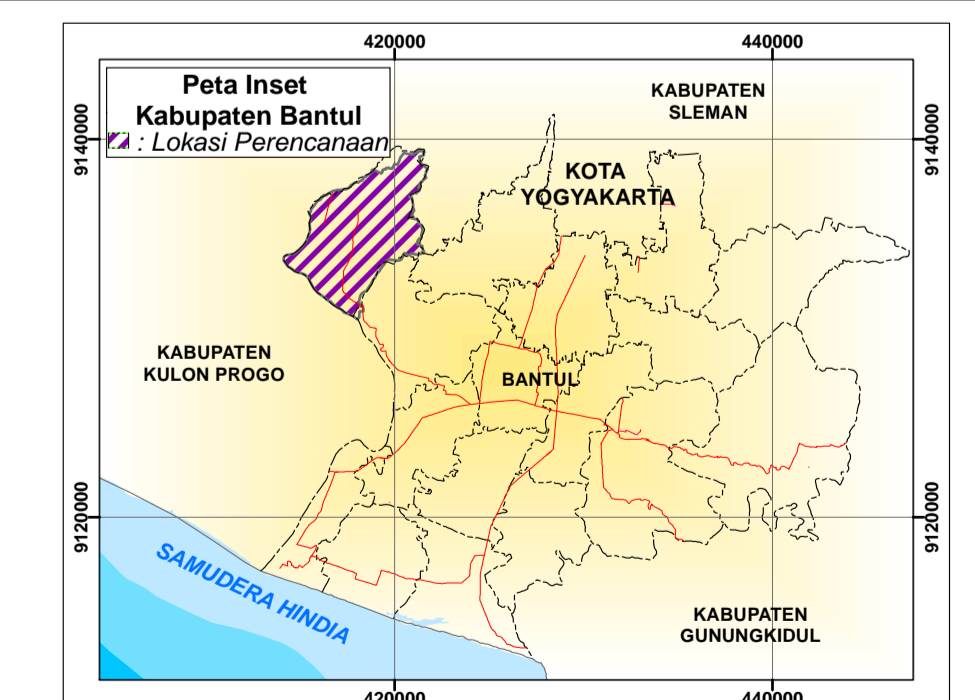 420000
440000
Peta Inset
Kabupaten Bantul
: Lokasi Perencanaan
KABUPATEN
SLEMAN
9140000
9140000
KOTA
YOGYAKARTA
KABUPATEN
KULON PROGO
BANTUL
9120000
9120000
SAMUDERA HINDIA
KABUPATEN
GUNUNGKIDUL
420000
440000